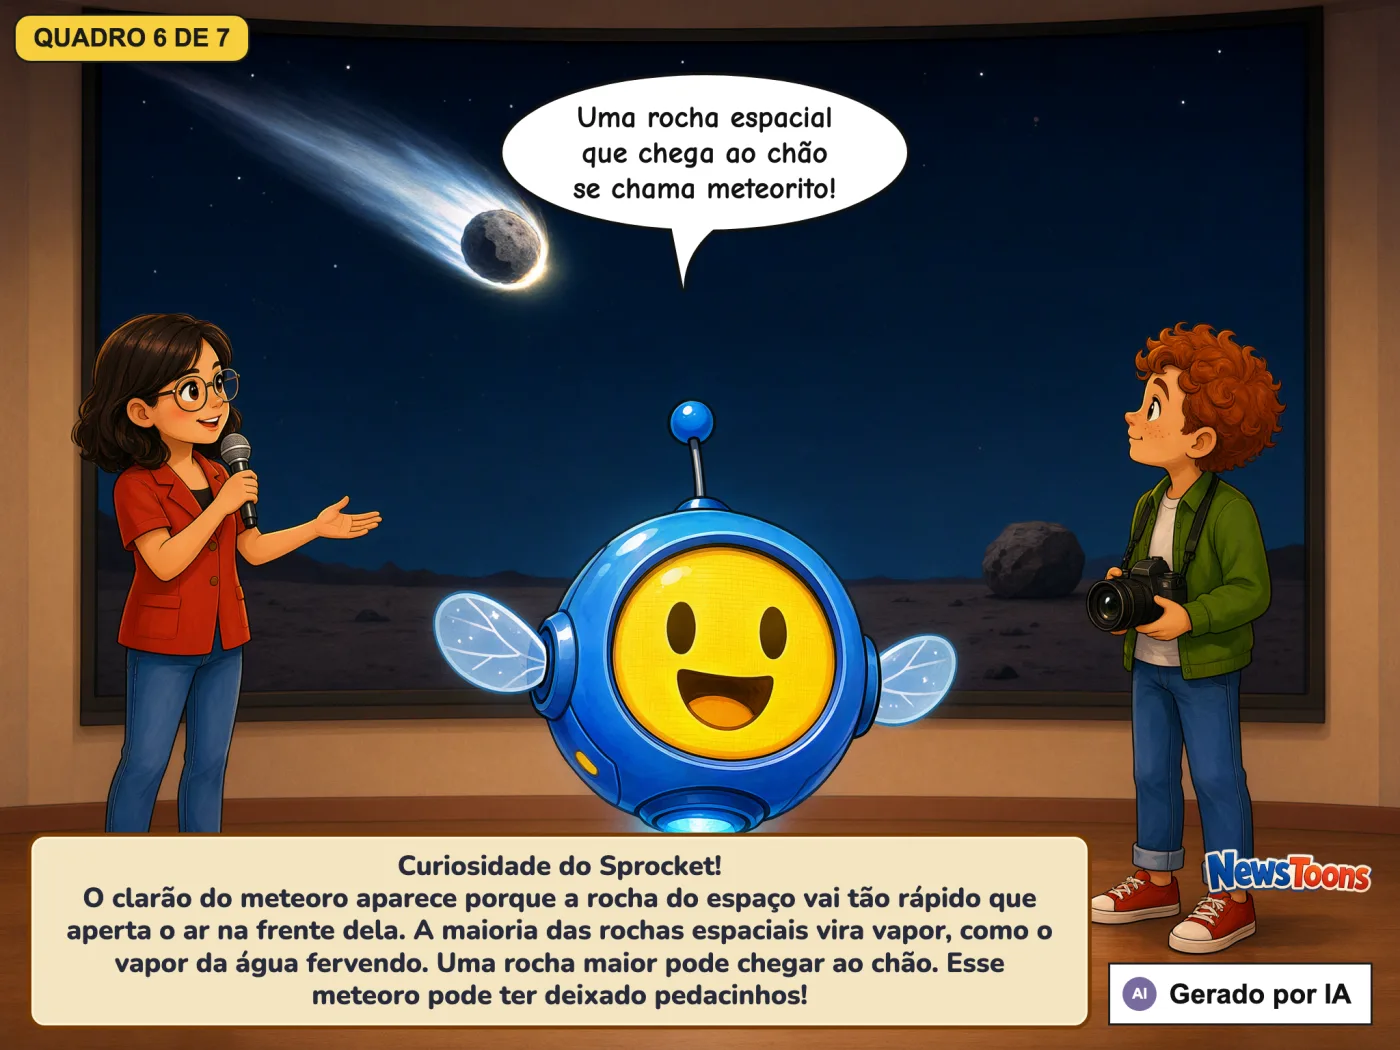 QUADRO 6 DE 7
Uma rocha espacial
que chega ao chão
se chama meteorito!
Curiosidade do Sprocket!
O clarão do meteoro aparece porque a rocha do espaço vai tão rápido que
aperta o ar na frente dela. A maioria das rochas espaciais vira vapor, como o
vapor da água fervendo. Uma rocha maior pode chegar ao chão. Esse
meteoro pode ter deixado pedacinhos!
NewsToons
AI Gerado por IA